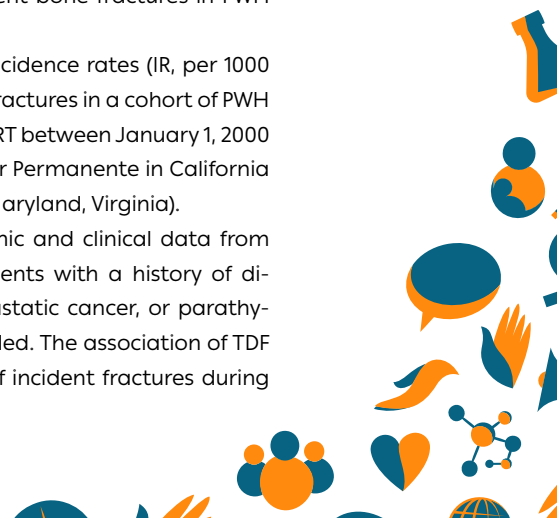 ent bone fractures in PWH
cidence rates (IR, per 1000
ractures in a cohort of PWH
RT between January 1, 2000
r Permanente in California
aryland, Virginia).
nic and clinical data from
ents with a history of di-
static cancer, or parathy-
led. The association of TDF
f incident fractures during